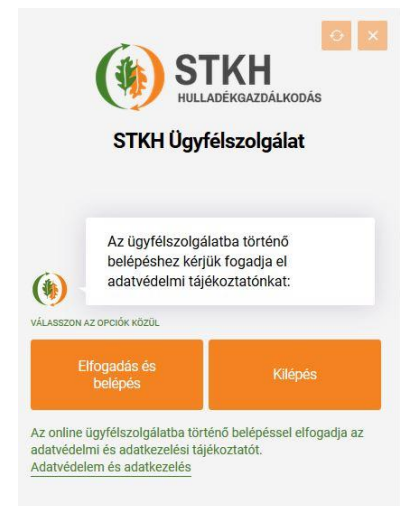 STKH
HULLADÉKGAZDÁLKODÁS
STKH Ügyfélszolgálat
Az ügyfélszolgálatba történő
belépéshez kérjük fogadja el
adatvédelmi tájékoztatónkat:
VÁLASSZON AZ OPCIÓK KÖZÜL
Elfogadás és
belépés
Kilépés
Az online ügyfélszolgálatba történő belépéssel elfogadja az
adatvédelmi és adatkezelési tájékoztatót.
Adatvédelem és adatkezelés